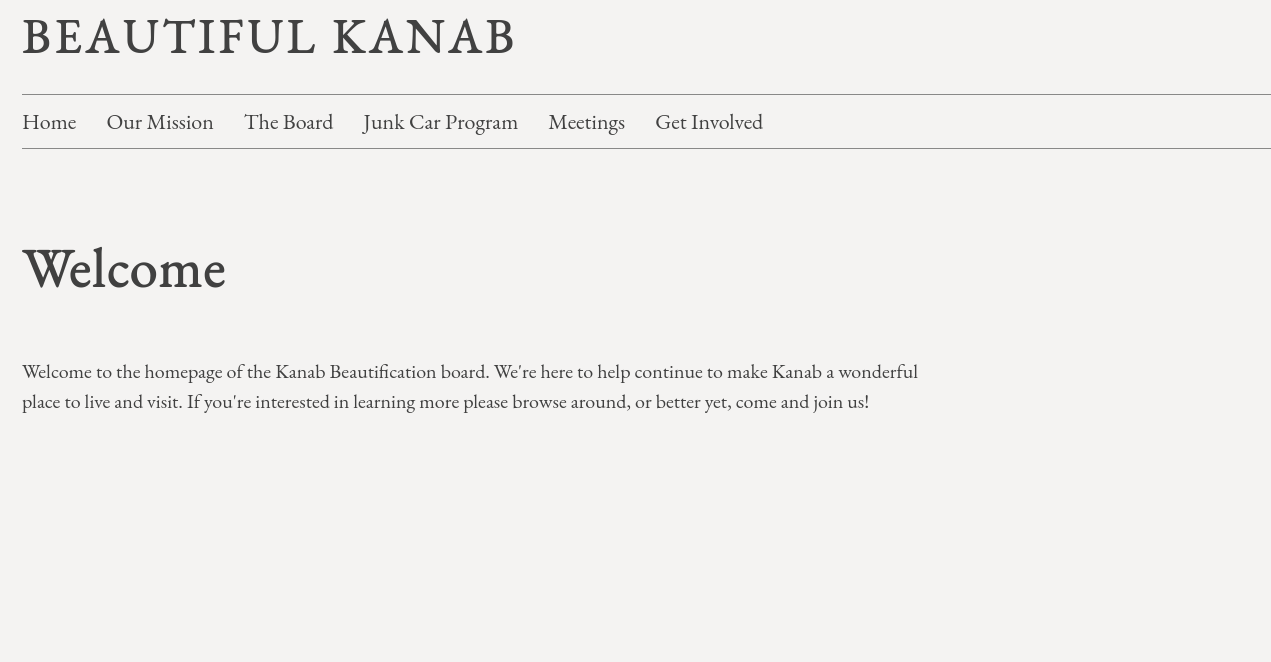 BEAUTIFUL KANAB
Home Our Mission The Board Junk Car Program Meetings Get Involved
Welcome
Welcome to the homepage of the Kanab Beautification board. We're here to help continue to make Kanab a wonderful
place to live and visit. If you're interested in learning more please browse around, or better yet, come and join us!